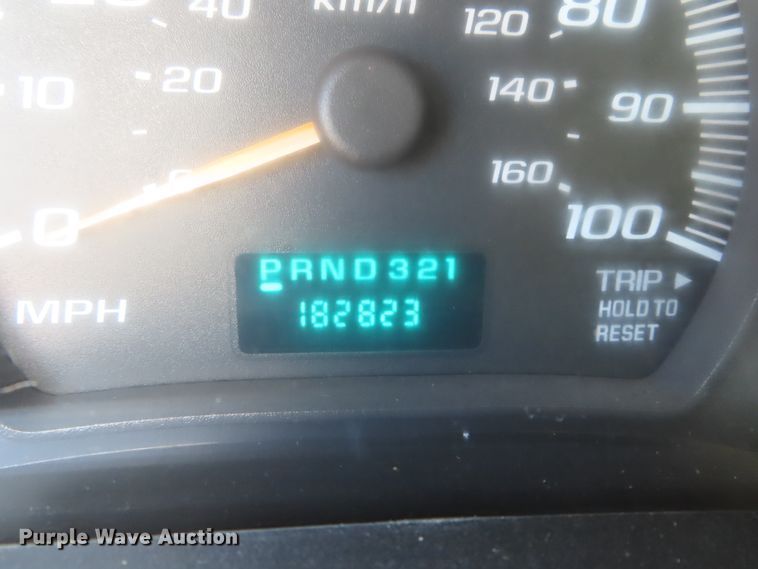 40 km/h 120 80
10 20 140 90
0 0 160 100
MPH
PRND321
182823
TRIP ▶
HOLD TO
RESET
Purple Wave Auction